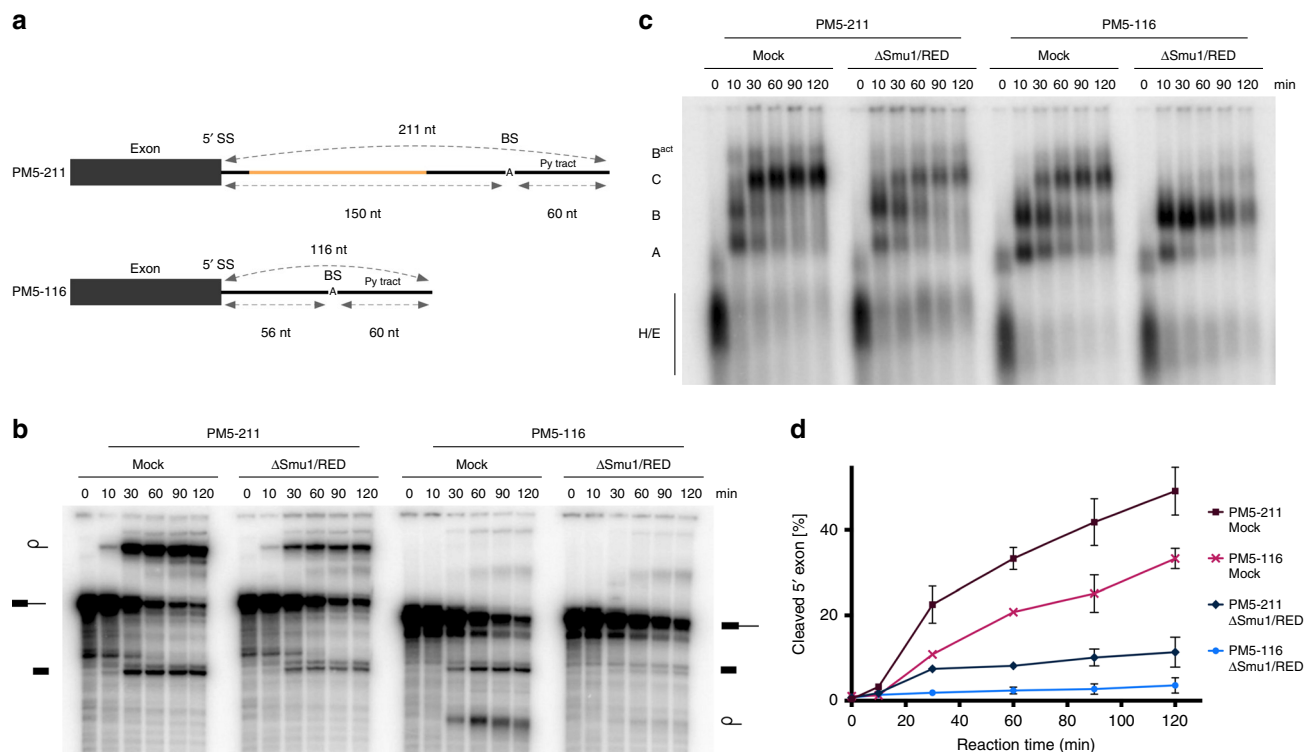 a
211 nt
5′ SS
BS
Exon
Py tract
PM5-211
A
150 nt
60 nt
116 nt
5′ SS
BS
Exon
Py tract
PM5-116
A
56 nt
60 nt
b
PM5-211
PM5-116
Mock
ΔSmu1/RED
Mock
ΔSmu1/RED
0 10 30 60 90 120 0 10 30 60 90 120 0 10 30 60 90 120 0 10 30 60 90 120 min
c
PM5-211
PM5-116
Mock
ΔSmu1/RED
Mock
ΔSmu1/RED
0 10 30 60 90 120 0 10 30 60 90 120 0 10 30 60 90 120 0 10 30 60 90 120 min
Bact
C
B
A
H/E
d
Cleaved 5′ exon [%]
40
20
0
0 20 40 60 80 100 120
Reaction time (min)
PM5-211
Mock
PM5-116
Mock
PM5-211
ΔSmu1/RED
PM5-116
ΔSmu1/RED